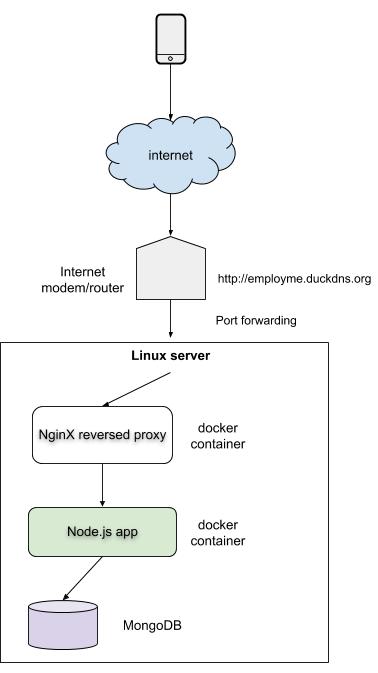 internet
Internet
modem/router
http://employme.duckdns.org
Port forwarding
Linux server
NginX reversed proxy
docker
container
Node.js app
docker
container
MongoDB